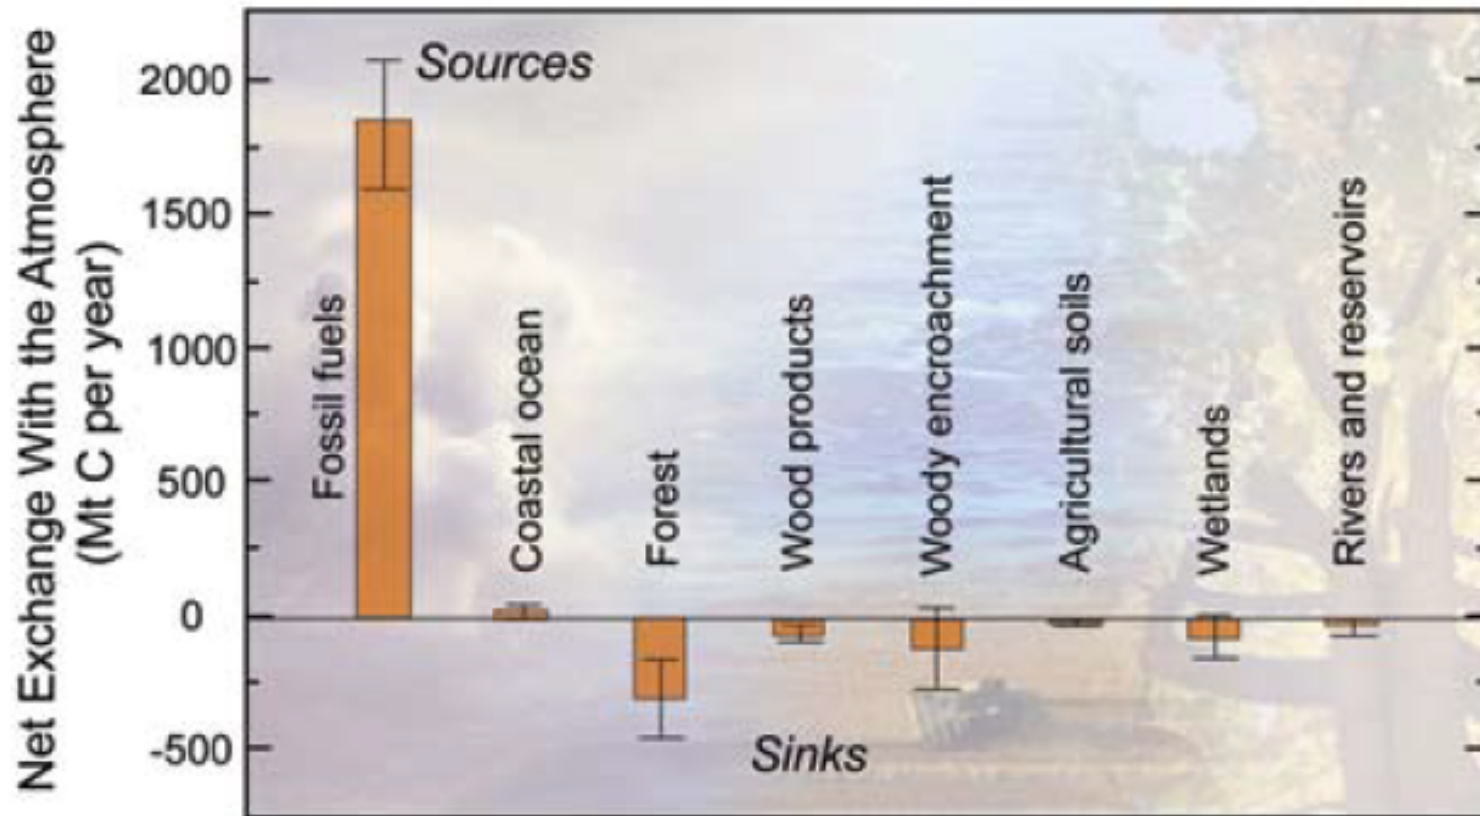 Net Exchange With the Atmosphere
(Mt C per year)
2000
1500
1000
500
0
-500
Sources
Fossil fuels
Coastal ocean
Forest
Wood products
Woody encroachment
Agricultural soils
Wetlands
Rivers and reservoirs
Sinks